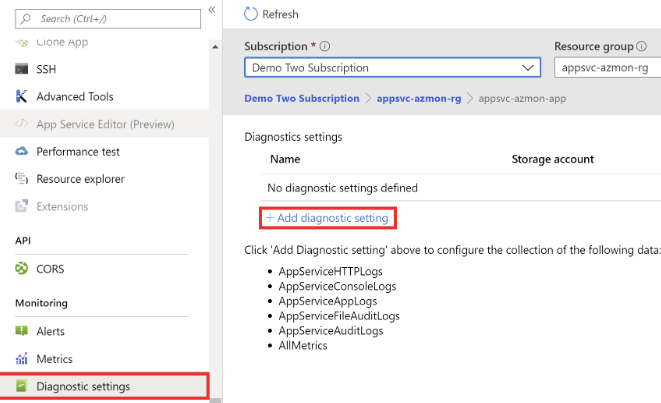 Search (Ctrl+/)
«
Clone App
SSH
Advanced Tools
App Service Editor (Preview)
Performance test
Resource explorer
Extensions
API
CORS
Monitoring
Alerts
Metrics
Diagnostic settings
Refresh
Subscription * Resource group
Demo Two Subscription appsvc-azmon-rg
Demo Two Subscription > appsvc-azmon-rg > appsvc-azmon-app
Diagnostics settings
Name Storage account
No diagnostic settings defined
+ Add diagnostic setting
Click 'Add Diagnostic setting' above to configure the collection of the following data:
• AppServiceHTTPLogs
• AppServiceConsoleLogs
• AppServiceAppLogs
• AppServiceFileAuditLogs
• AppServiceAuditLogs
• AllMetrics